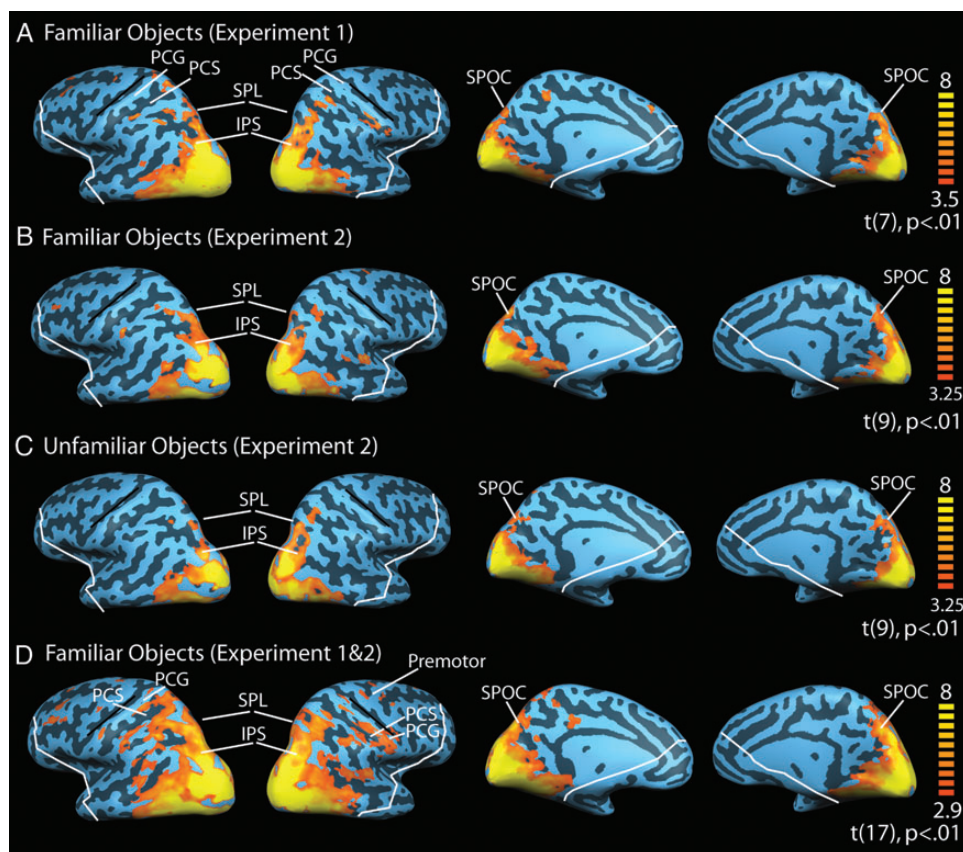 A Familiar Objects (Experiment 1)
PCG
PCS
SPL
IPS
PCG
PCS
SPOC
SPOC
8
3.5
t(7), p<.01
B Familiar Objects (Experiment 2)
SPL
IPS
SPOC
SPOC
8
3.25
t(9), p<.01
C Unfamiliar Objects (Experiment 2)
SPL
IPS
SPOC
SPOC
8
3.25
t(9), p<.01
D Familiar Objects (Experiment 1&2)
PCS
PCG
SPL
IPS
Premotor
PCS
PCG
SPOC
SPOC
8
2.9
t(17), p<.01